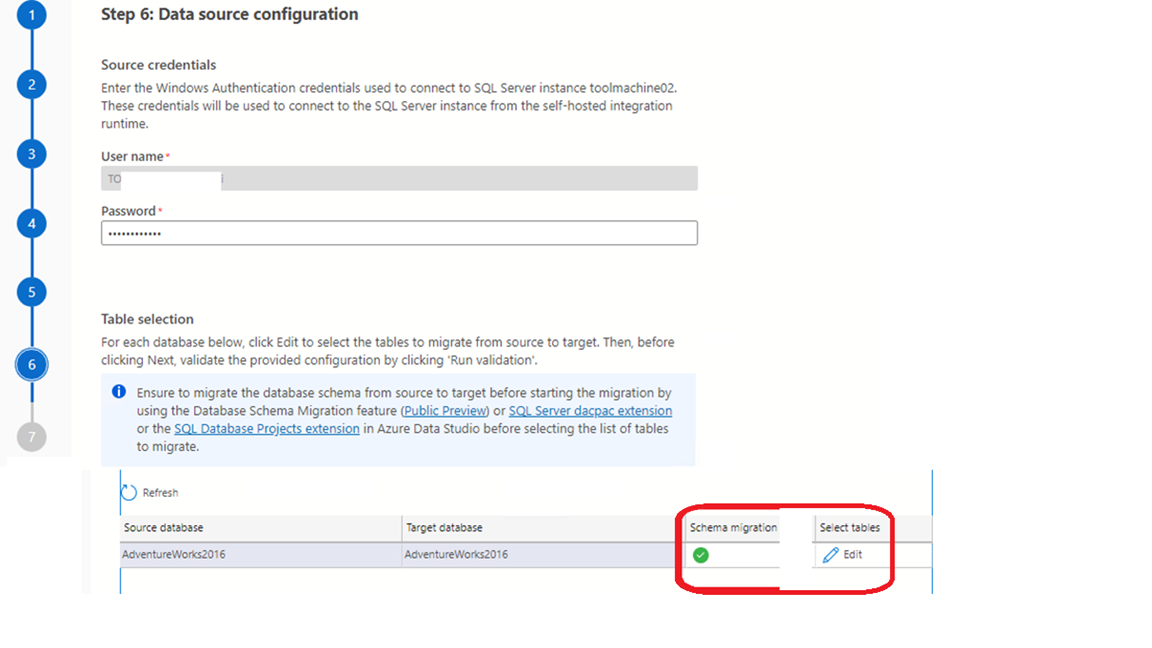 1
Step 6: Data source configuration
Source credentials
2
Enter the Windows Authentication credentials used to connect to SQL Server instance toolmachine02.
These credentials will be used to connect to the SQL Server instance from the self-hosted integration
runtime.
3
User name*
TO
Password*
4
••••••••••••
5
Table selection
For each database below, click Edit to select the tables to migrate from source to target. Then, before
clicking Next, validate the provided configuration by clicking 'Run validation'.
6
Ensure to migrate the database schema from source to target before starting the migration by
using the Database Schema Migration feature (Public Preview) or SQL Server dacpac extension
or the SQL Database Projects extension in Azure Data Studio before selecting the list of tables
to migrate.
7
Refresh
Source database Target database Schema migration Select tables
AdventureWorks2016 AdventureWorks2016 Edit